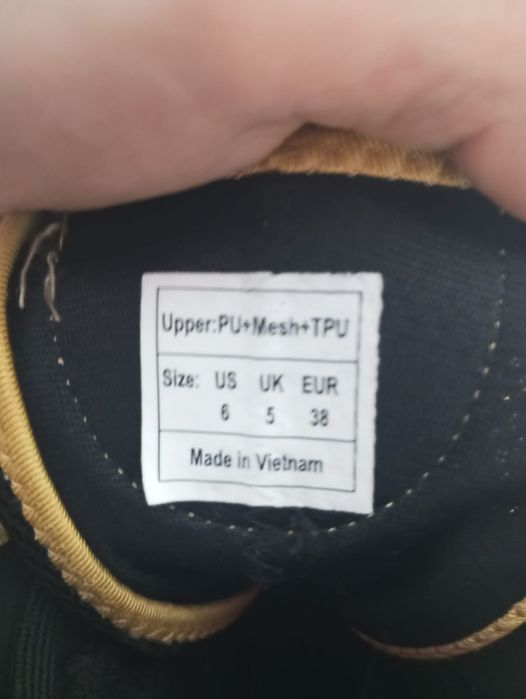 Upper:PU+Mesh+TPU
Size: US UK EUR
6 5 38
Made in Vietnam